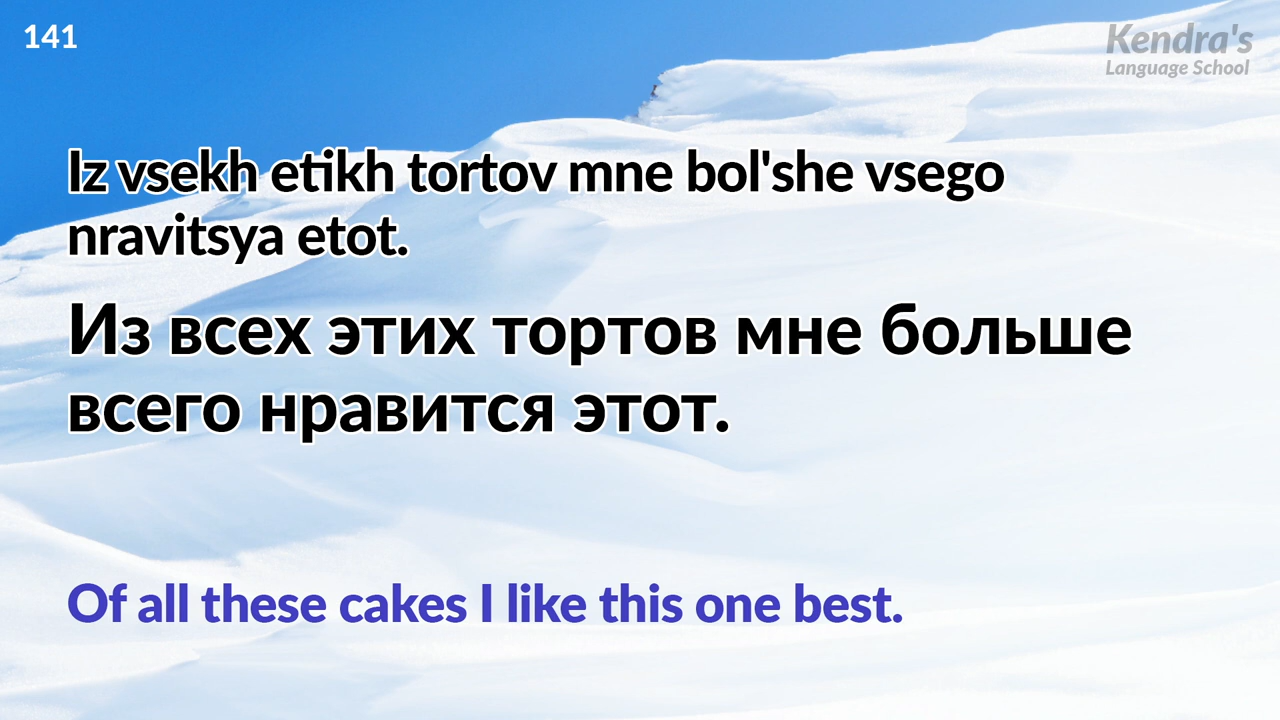 141
Kendra's
Language School
Iz vsekh etikh tortov mne bol'she vsego
nravitsya etot.
Из всех этих тортов мне больше
всего нравится этот.
Of all these cakes I like this one best.